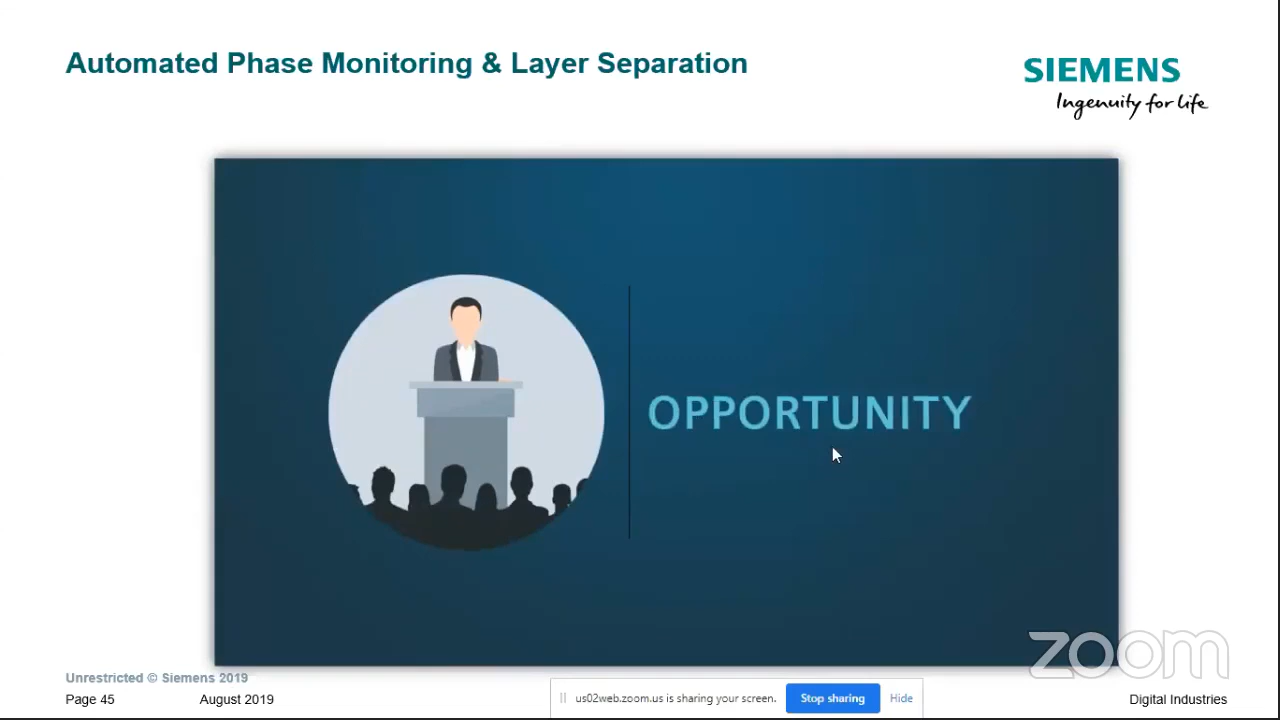 Automated Phase Monitoring & Layer Separation
SIEMENS
Ingenuity for life
OPPORTUNITY
zoom
Unrestricted © Siemens 2019
Page 45
August 2019
us02web.zoom.us is sharing your screen.
Stop sharing
Hide
Digital Industries